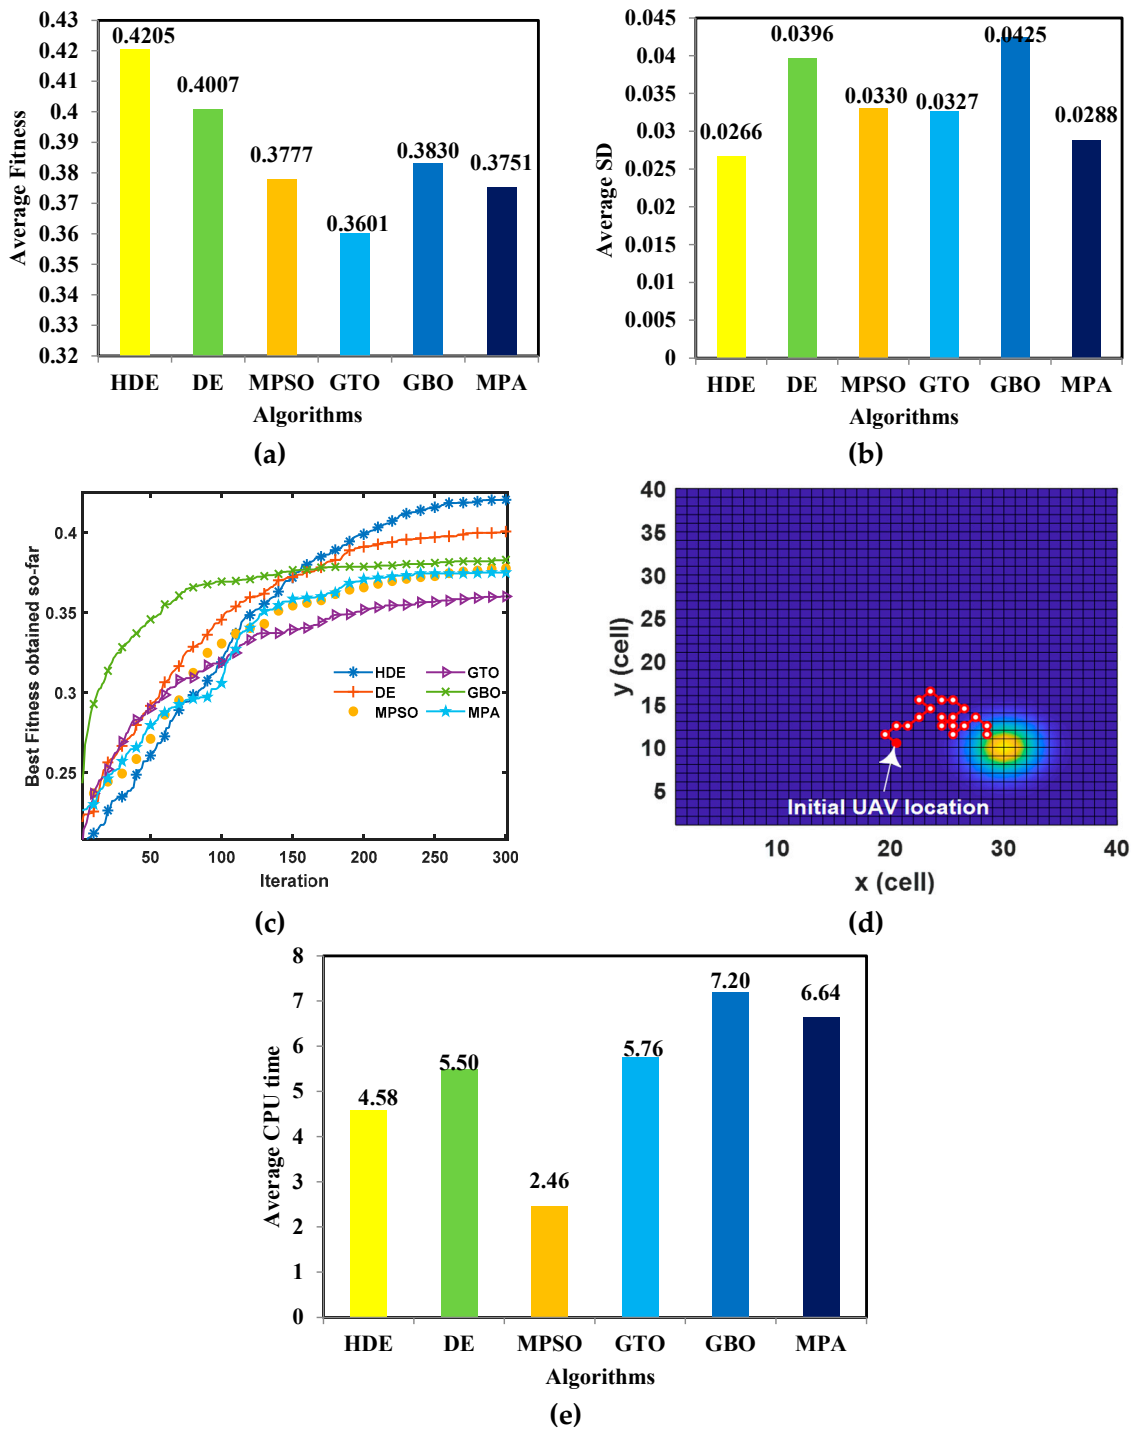 0.43
0.42
0.41
0.4
0.39
0.38
0.37
0.36
0.35
0.34
0.33
0.32
Average Fitness
0.4205
0.4007
0.3777
0.3601
0.3830
0.3751
HDE DE MPSO GTO GBO MPA
Algorithms
(a)
0.045
0.04
0.035
0.03
0.025
0.02
0.015
0.01
0.005
0
Average SD
0.0266
0.0396
0.0330
0.0327
0.0425
0.0288
HDE DE MPSO GTO GBO MPA
Algorithms
(b)
0.4
0.35
0.3
0.25
Best Fitness obtained so-far
HDE
DE
MPSO
GTO
GBO
MPA
50 100 150 200 250 300
Iteration
(c)
40
35
30
25
20
15
10
5
y (cell)
Initial UAV location
10 20 30 40
x (cell)
(d)
8
7
6
5
4
3
2
1
0
Average CPU time
4.58
5.50
2.46
5.76
7.20
6.64
HDE DE MPSO GTO GBO MPA
Algorithms
(e)